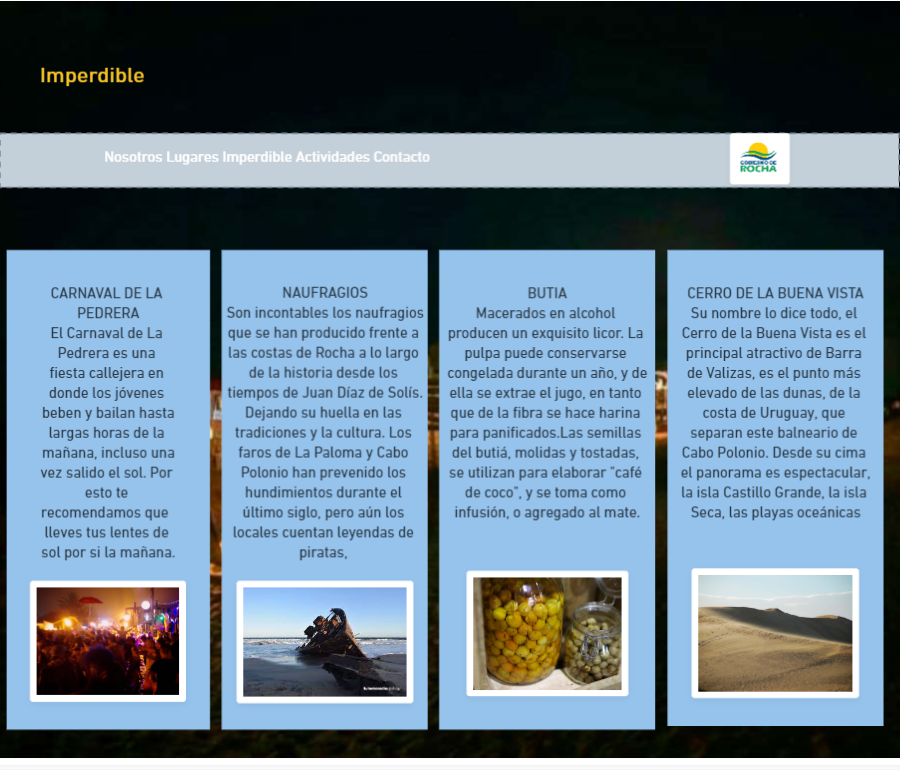 Imperdible
Nosotros Lugares Imperdible Actividades Contacto
GOBIERNO DE
ROCHA
CARNAVAL DE LA
PEDRERA
El Carnaval de La
Pedrera es una
fiesta callejera en
donde los jóvenes
beben y bailan hasta
largas horas de la
mañana, incluso una
vez salido el sol. Por
esto te
recomendamos que
lleves tus lentes de
sol por si la mañana.
NAUFRAGIOS
Son incontables los naufragios
que se han producido frente a
las costas de Rocha a lo largo
de la historia desde los
tiempos de Juan Díaz de Solís.
Dejando su huella en las
tradiciones y la cultura. Los
faros de La Paloma y Cabo
Polonio han prevenido los
hundimientos durante el
último siglo, pero aún los
locales cuentan leyendas de
piratas,
BUTIA
Macerados en alcohol
producen un exquisito licor. La
pulpa puede conservarse
congelada durante un año, y de
ella se extrae el jugo, en tanto
que de la fibra se hace harina
para panificados.Las semillas
del butiá, molidas y tostadas,
se utilizan para elaborar "café
de coco", y se toma como
infusión, o agregado al mate.
CERRO DE LA BUENA VISTA
Su nombre lo dice todo, el
Cerro de la Buena Vista es el
principal atractivo de Barra
de Valizas, es el punto más
elevado de las dunas, de la
costa de Uruguay, que
separan este balneario de
Cabo Polonio. Desde su cima
el panorama es espectacular,
la isla Castillo Grande, la isla
Seca, las playas oceánicas